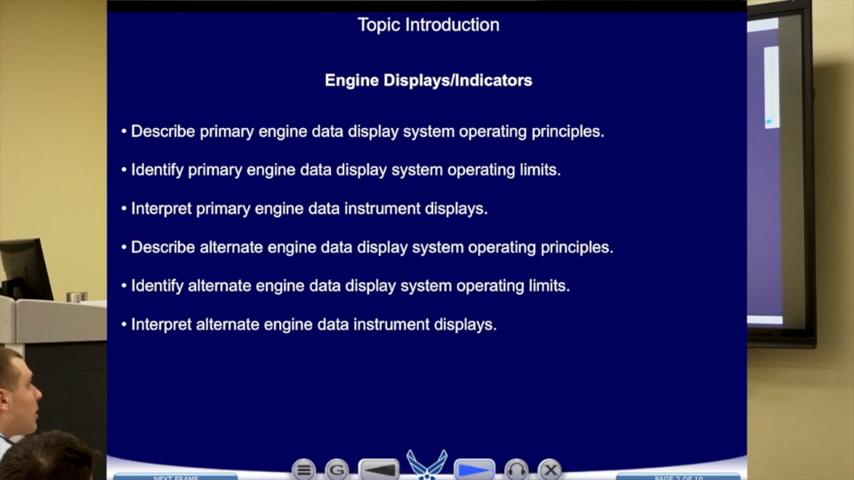 Topic Introduction
Engine Displays/Indicators
• Describe primary engine data display system operating principles.
• Identify primary engine data display system operating limits.
• Interpret primary engine data instrument displays.
• Describe alternate engine data display system operating principles.
• Identify alternate engine data display system operating limits.
• Interpret alternate engine data instrument displays.
G
NEXT FRAME
PAGE 2 OF 10